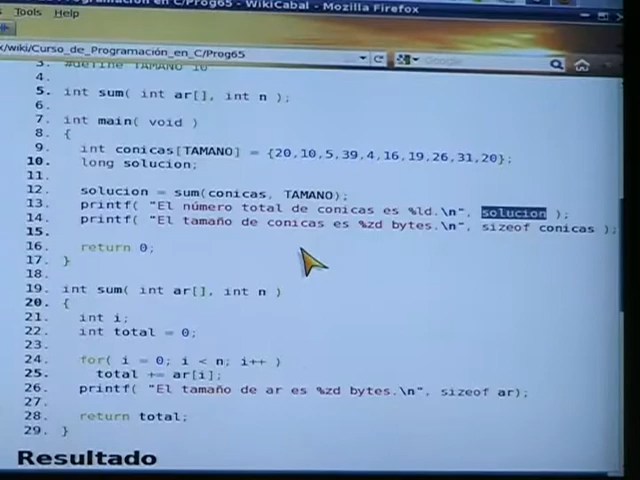 Programación en C/Prog65 - WikiCabal - Mozilla Firefox
Tools Help
x/wiki/Curso_de_Programación_en_C/Prog65
Google
3. #define TAMANO 10
4.
5. int sum( int ar[], int n );
6.
7. int main( void )
8. {
9. int conicas[TAMANO] = {20,10,5,39,4,16,19,26,31,20};
10. long solucion;
11.
12. solucion = sum(conicas, TAMANO);
13. printf( "El número total de conicas es %ld.\n", solucion );
14. printf( "El tamaño de conicas es %zd bytes.\n", sizeof conicas );
15.
16. return 0;
17. }
18.
19. int sum( int ar[], int n )
20. {
21. int i;
22. int total = 0;
23.
24. for( i = 0; i < n; i++ )
25. total += ar[i];
26. printf( "El tamaño de ar es %zd bytes.\n", sizeof ar);
27.
28. return total;
29. }
Resultado